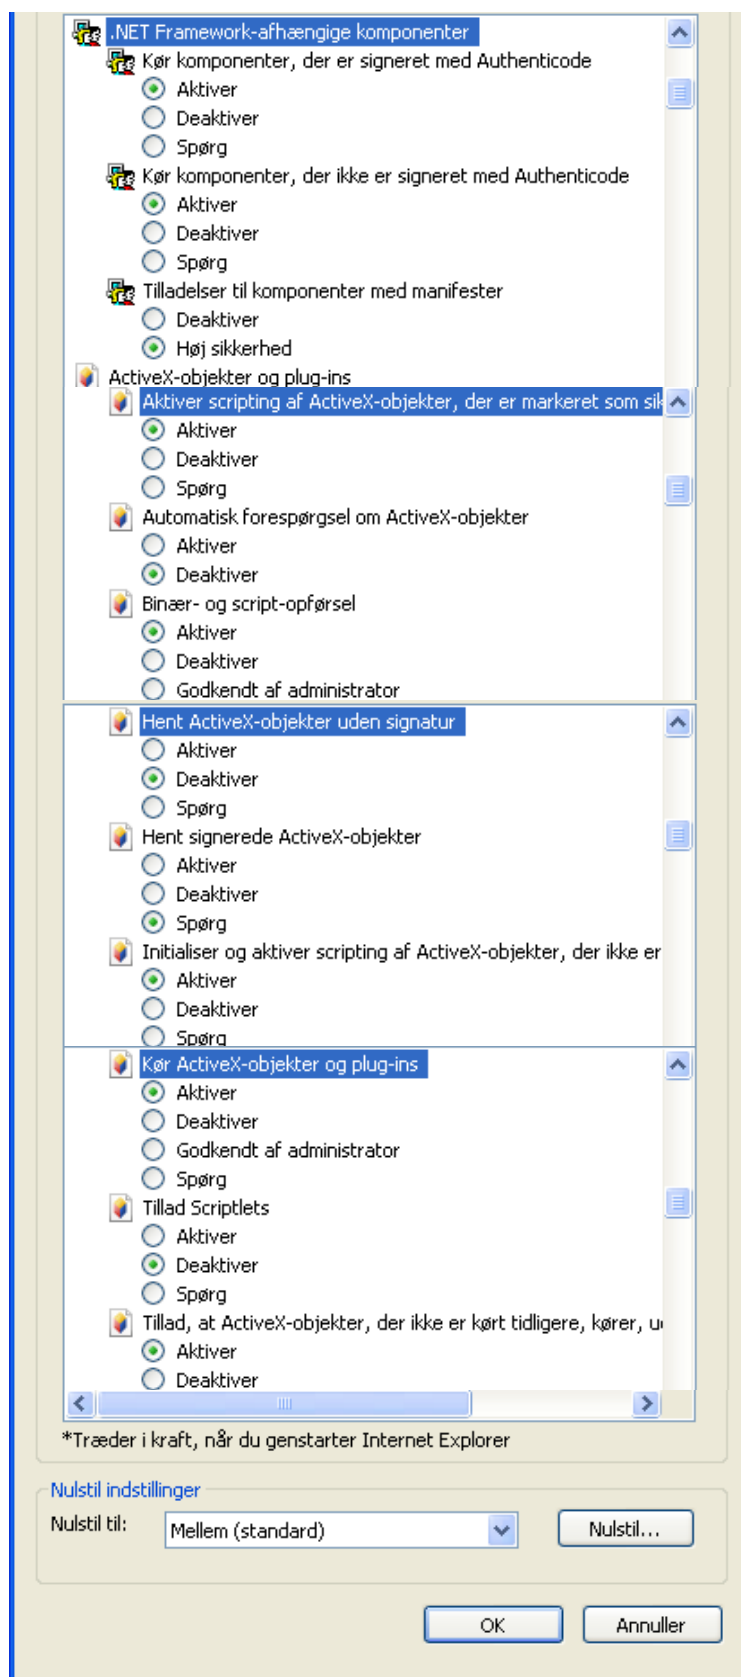 .NET Framework-afhængige komponenter
Kør komponenter, der er signeret med Authenticode
Aktiver
Deaktiver
Spørg
Kør komponenter, der ikke er signeret med Authenticode
Aktiver
Deaktiver
Spørg
Tilladelser til komponenter med manifester
Deaktiver
Høj sikkerhed
ActiveX-objekter og plug-ins
Aktiver scripting af ActiveX-objekter, der er markeret som sik
Aktiver
Deaktiver
Spørg
Automatisk forespørgsel om ActiveX-objekter
Aktiver
Deaktiver
Binær- og script-opførsel
Aktiver
Deaktiver
Godkendt af administrator
Hent ActiveX-objekter uden signatur
Aktiver
Deaktiver
Spørg
Hent signerede ActiveX-objekter
Aktiver
Deaktiver
Spørg
Initialiser og aktiver scripting af ActiveX-objekter, der ikke er
Aktiver
Deaktiver
Spørg
Kør ActiveX-objekter og plug-ins
Aktiver
Deaktiver
Godkendt af administrator
Spørg
Tillad Scriptlets
Aktiver
Deaktiver
Spørg
Tillad, at ActiveX-objekter, der ikke er kørt tidligere, kører, u
Aktiver
Deaktiver
*Træder i kraft, når du genstarter Internet Explorer
Nulstil indstillinger
Nulstil til: Mellem (standard) Nulstil...
OK Annuller